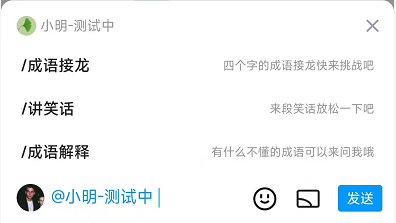 小明-测试中
/成语接龙 四个字的成语接龙快来挑战吧
/讲笑话 来段笑话放松一下吧
/成语解释 有什么不懂的成语可以来问我哦
@小明-测试中 发送